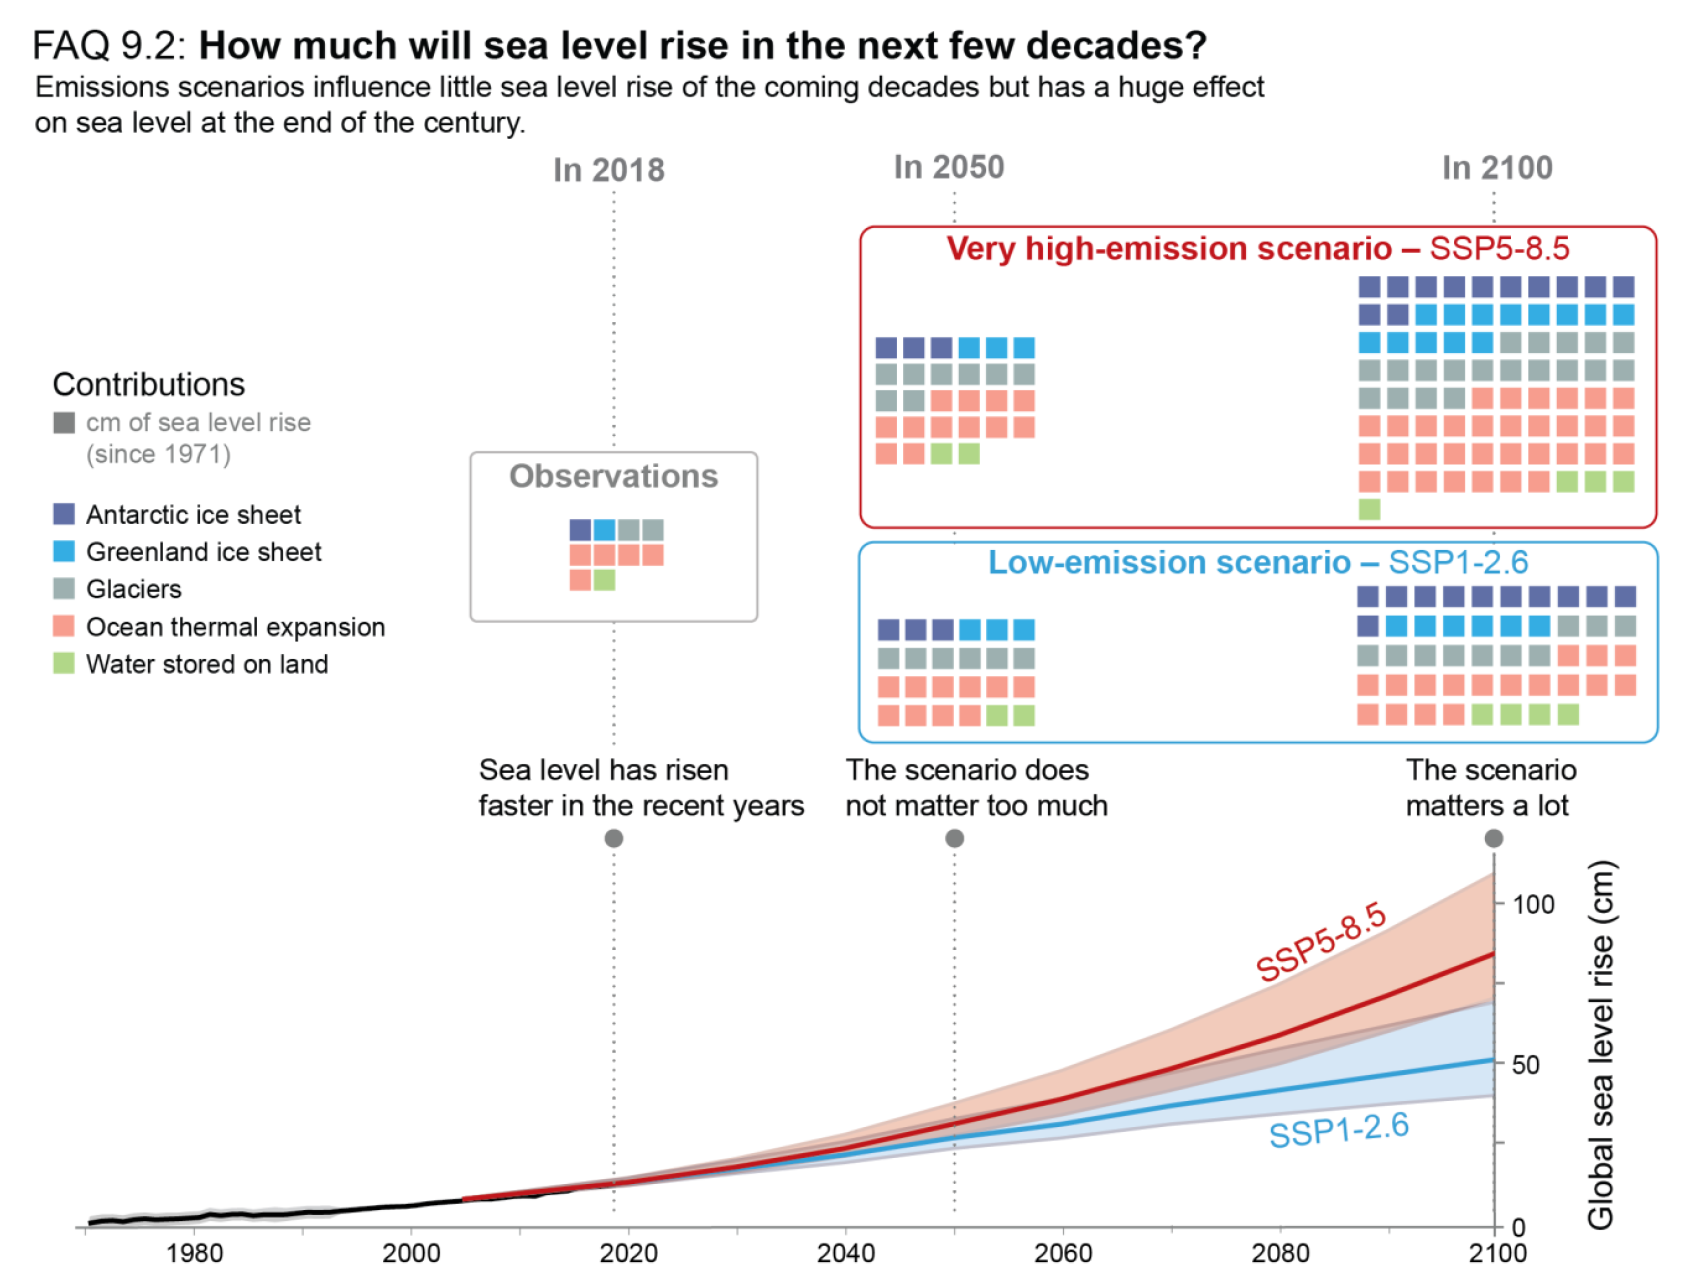 FAQ 9.2: How much will sea level rise in the next few decades?
Emissions scenarios influence little sea level rise of the coming decades but has a huge effect
on sea level at the end of the century.
In 2018
In 2050
In 2100
Very high-emission scenario – SSP5-8.5
Contributions
cm of sea level rise
(since 1971)
Antarctic ice sheet
Greenland ice sheet
Glaciers
Ocean thermal expansion
Water stored on land
Observations
Low-emission scenario – SSP1-2.6
Sea level has risen
faster in the recent years
The scenario does
not matter too much
The scenario
matters a lot
SSP5-8.5
SSP1-2.6
100
50
0
Global sea level rise (cm)
1980
2000
2020
2040
2060
2080
2100